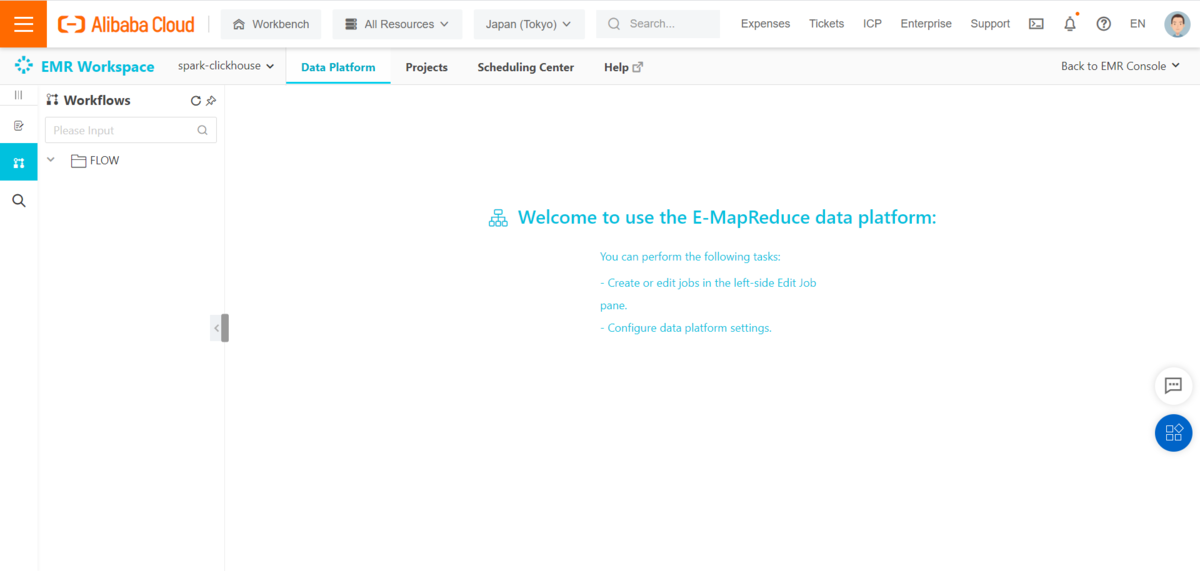 Alibaba Cloud Workbench All Resources Japan (Tokyo) Search... Expenses Tickets ICP Enterprise Support EN
EMR Workspace spark-clickhouse Data Platform Projects Scheduling Center Help Back to EMR Console
Workflows
Please Input
FLOW
Welcome to use the E-MapReduce data platform:
You can perform the following tasks:
- Create or edit jobs in the left-side Edit Job
pane.
- Configure data platform settings.